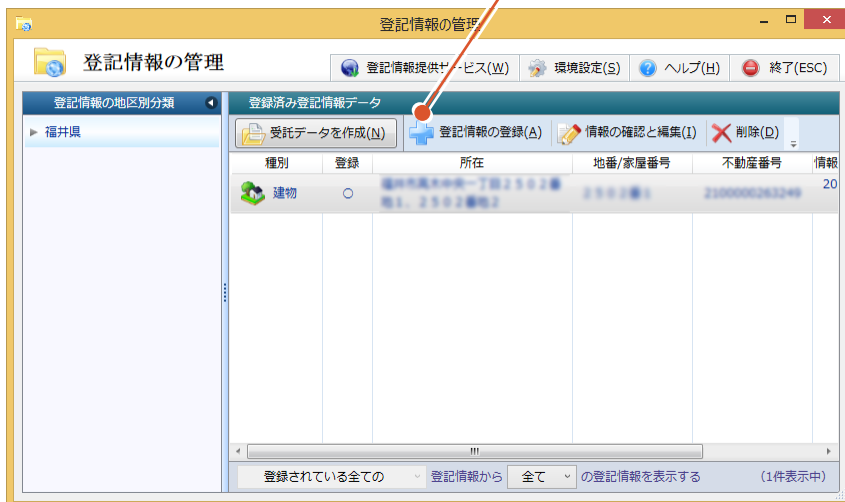 登記情報の管理
登記情報の管理
登記情報提供サービス(W)
環境設定(S)
ヘルプ(H)
終了(ESC)
登記情報の地区別分類
登録済み登記情報データ
福井県
受託データを作成(N)
登記情報の登録(A)
情報の確認と編集(I)
削除(D)
種別 登録 所在 地番/家屋番号 不動産番号 情報
建物 ○ 20
登録されている全ての 登記情報から 全て の登記情報を表示する (1件表示中)